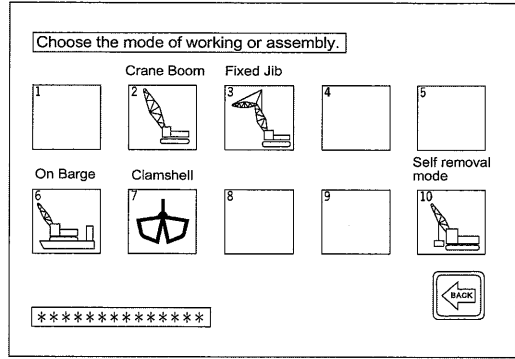 Choose the mode of working or assembly.
Crane Boom Fixed Jib
1 2 3 4 5
On Barge Clamshell Self removal
mode
6 7 8 9 10
BACK
**************